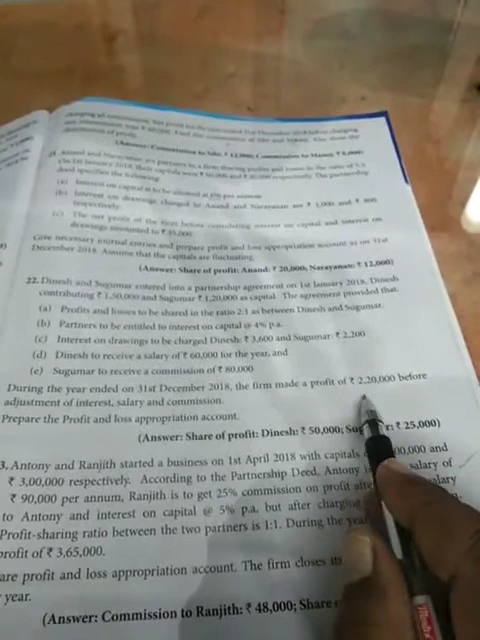 (Answer: Commission to Sabu: ₹ 12,000; Commission to Manoj: ₹ 6,000)
Anand and Narayanan are partners in a firm sharing profits and losses in the ratio of 5:3.
On 1st January 2018, their capitals were ₹ 50,000 and ₹ 30,000 respectively. The partnership
deed specifies the following:
(a) Interest on capital is to be allowed at 6% per annum
(b) Interest on drawings charged to Anand and Narayanan are ₹ 1,000 and ₹ 800
respectively.
(c) The net profit of the firm before considering interest on capital and interest on
drawings amounted to ₹ 35,000
Give necessary journal entries and prepare profit and loss appropriation account as on 31st
December 2018. Assume that the capitals are fluctuating.
(Answer: Share of profit: Anand: ₹ 20,000, Narayanan: ₹ 12,000)
22. Dinesh and Sugumar entered into a partnership agreement on 1st January 2018, Dinesh
contributing ₹ 1,50,000 and Sugumar ₹ 1,20,000 as capital. The agreement provided that.
(a) Profits and losses to be shared in the ratio 2:1 as between Dinesh and Sugumar.
(b) Partners to be entitled to interest on capital @ 4% p.a.
(c) Interest on drawings to be charged Dinesh: ₹ 3,600 and Sugumar: ₹ 2,200
(d) Dinesh to receive a salary of ₹ 60,000 for the year, and
(e) Sugumar to receive a commission of ₹ 80,000
During the year ended on 31st December 2018, the firm made a profit of ₹ 2,20,000 before
adjustment of interest, salary and commission.
Prepare the Profit and loss appropriation account.
(Answer: Share of profit: Dinesh: ₹ 50,000; r: ₹ 25,000)
3. Antony and Ranjith started a business on 1st April 2018 with capitals 00,000 and
₹ 3,00,000 respectively. According to the Partnership Deed, Antony salary of
₹ 90,000 per annum, Ranjith is to get 25% commission on profit alary
to Antony and interest on capital @ 5% p.a. but after charging
Profit-sharing ratio between the two partners is 1:1. During the year
profit of ₹ 3,65,000.
are profit and loss appropriation account. The firm closes
year.
(Answer: Commission to Ranjith: ₹ 48,000; Share